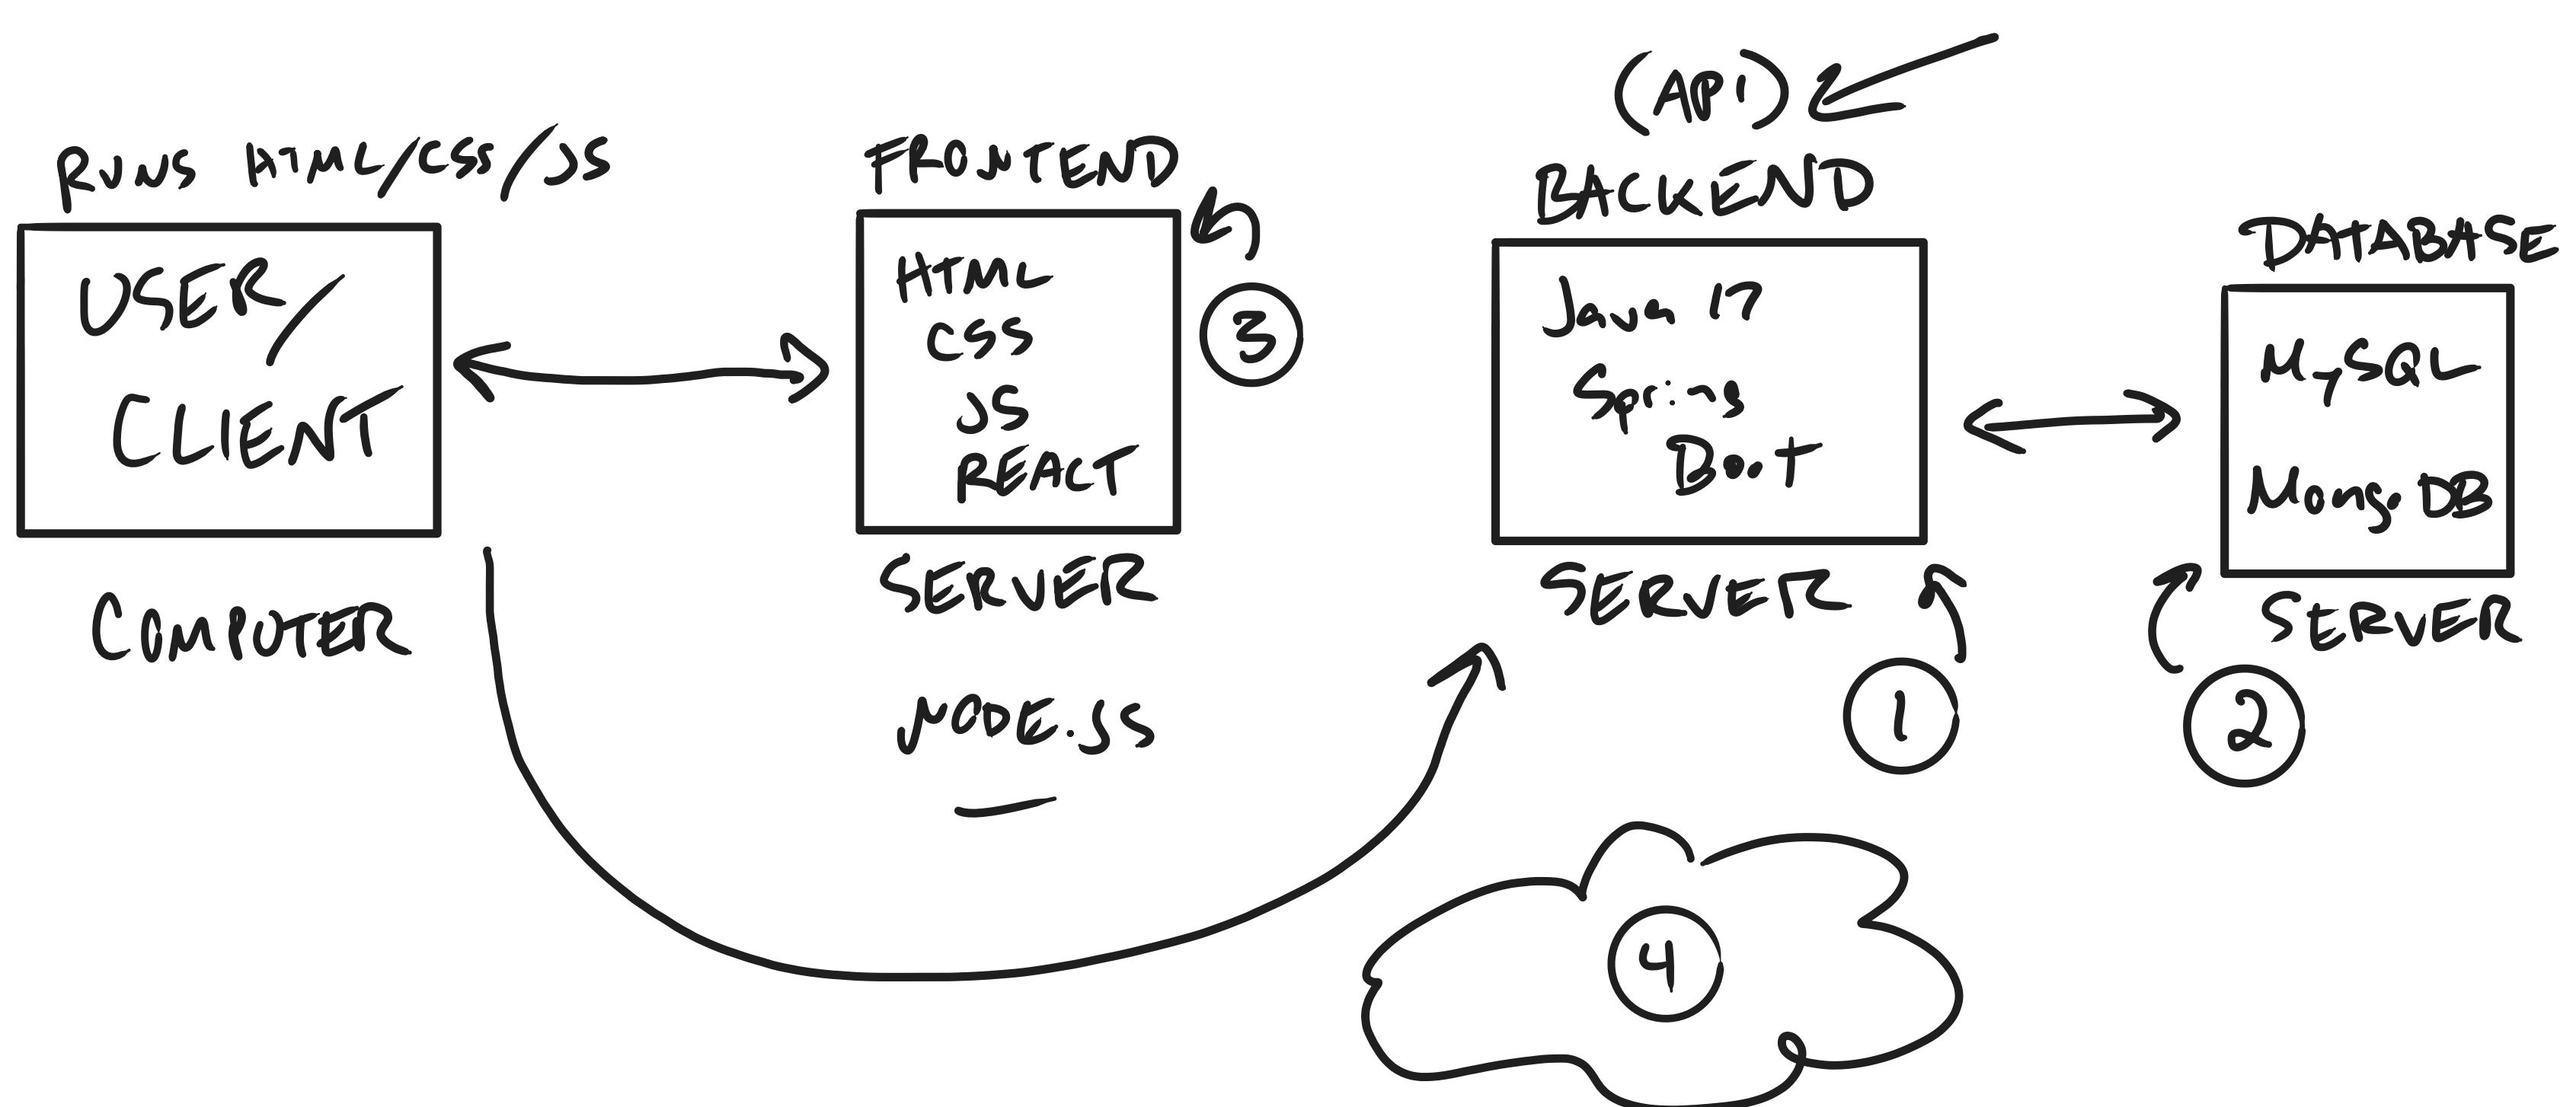 RUNS HTML/CSS/JS
USER/
CLIENT
COMPUTER
FRONTEND
HTML
CSS
JS
REACT
SERVER
NODE.JS
3
(API)
BACKEND
Java 17
Spring
Boot
SERVER
1
DATABASE
MySQL
MongoDB
SERVER
2
4